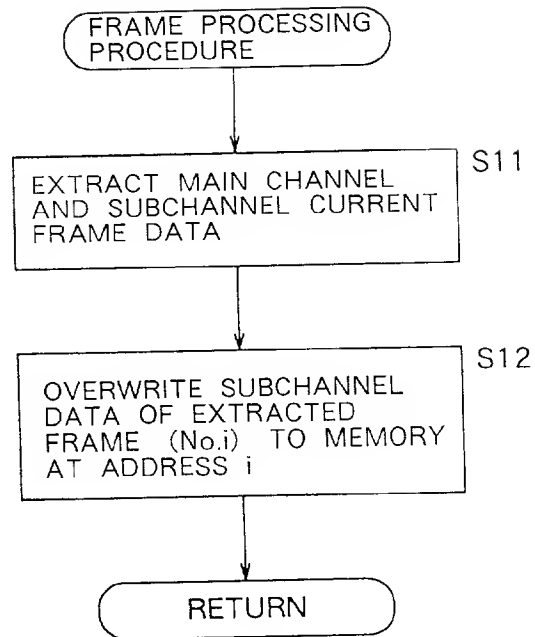 FRAME PROCESSING
PROCEDURE
S11
EXTRACT MAIN CHANNEL
AND SUBCHANNEL CURRENT
FRAME DATA
S12
OVERWRITE SUBCHANNEL
DATA OF EXTRACTED
FRAME (No.i) TO MEMORY
AT ADDRESS i
RETURN